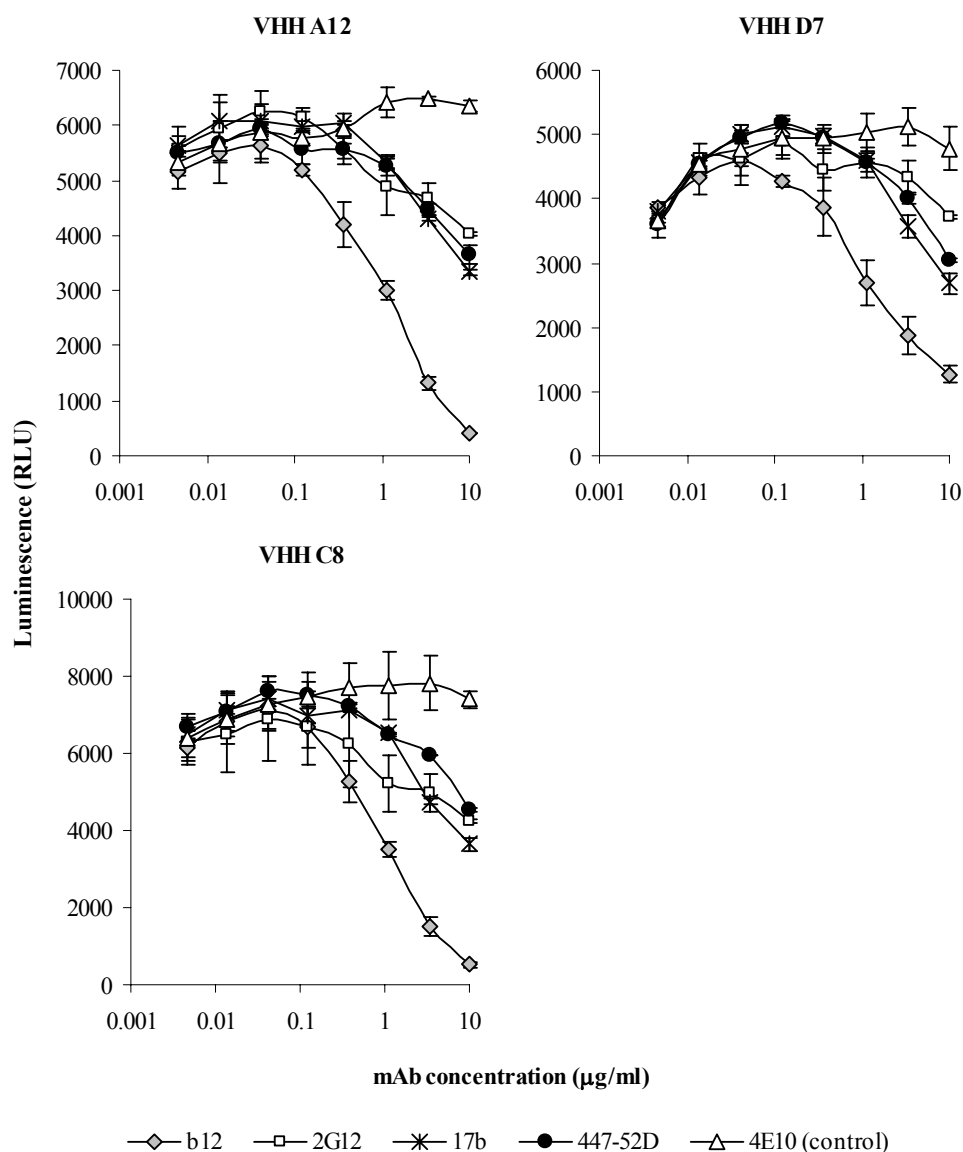 VHH A12
7000
6000
5000
4000
3000
2000
1000
0
0.001 0.01 0.1 1 10
VHH D7
6000
5000
4000
3000
2000
1000
0
0.001 0.01 0.1 1 10
Luminescence (RLU)
VHH C8
10000
8000
6000
4000
2000
0
0.001 0.01 0.1 1 10
mAb concentration (µg/ml)
b12 2G12 17b 447-52D 4E10 (control)